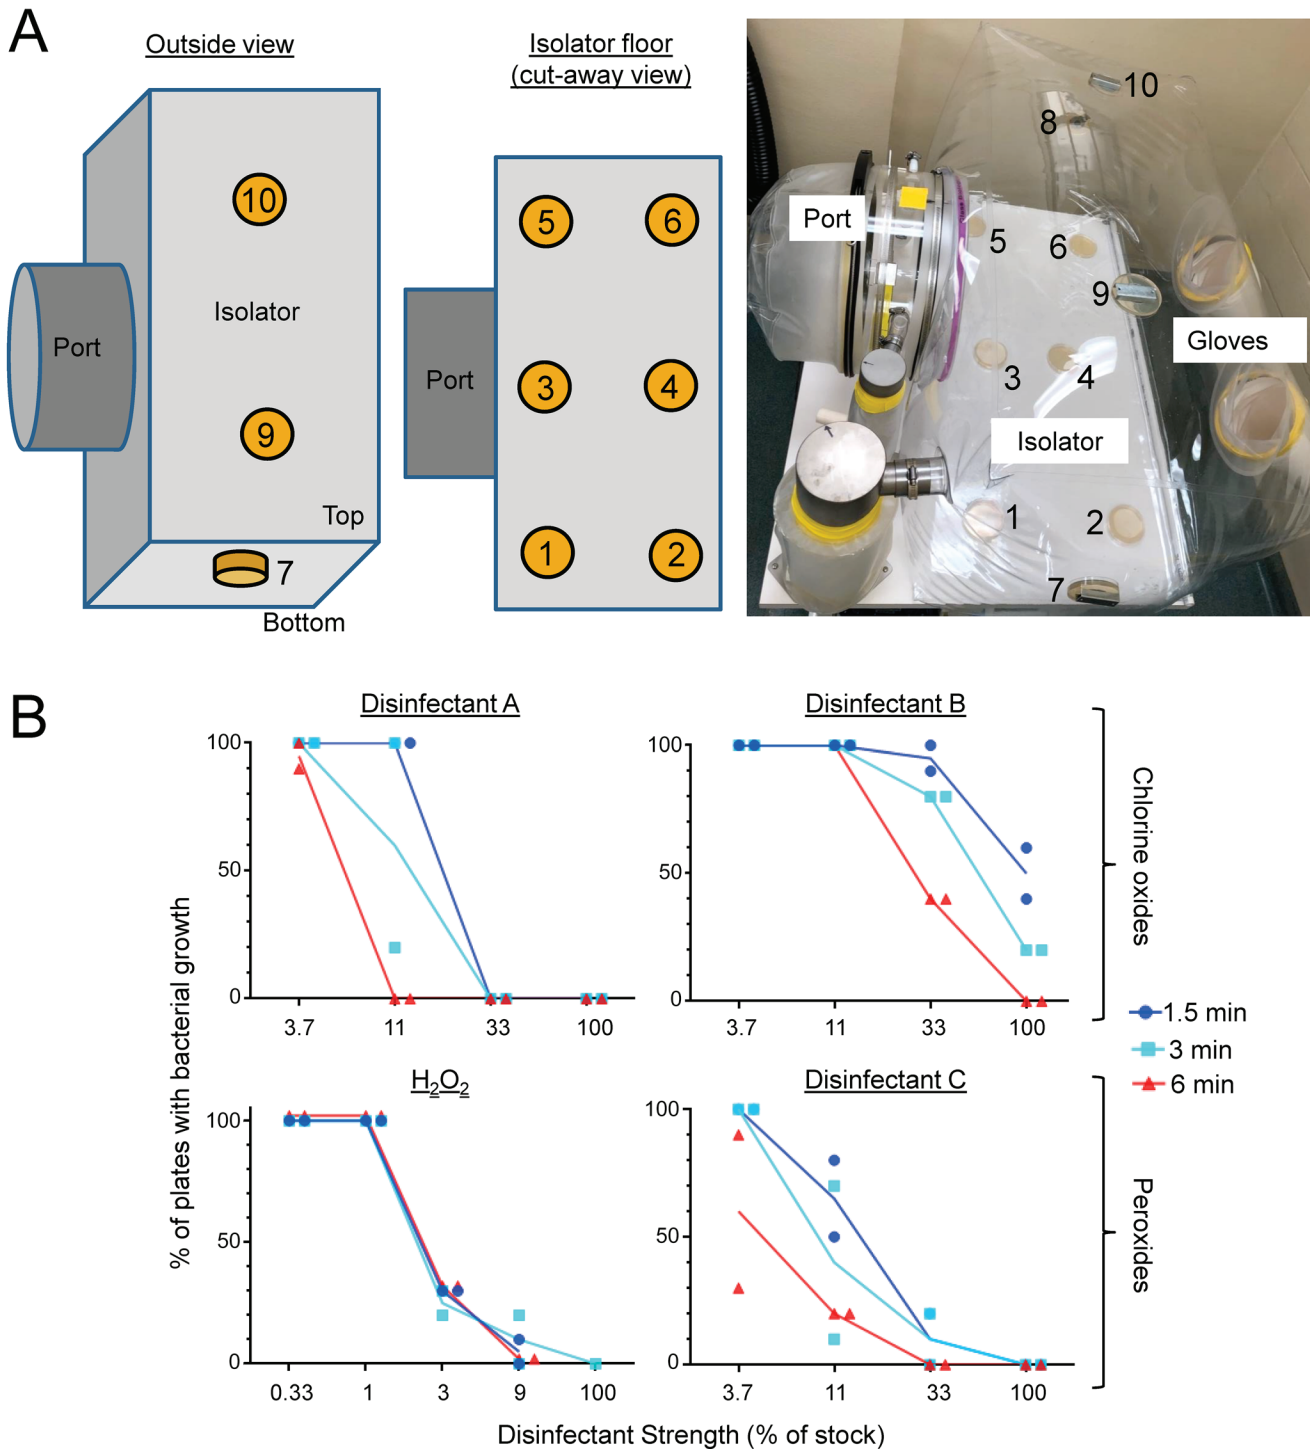 A
Outside view
10
Isolator
Port
9
Top
7
Bottom
Isolator floor
(cut-away view)
5
6
Port
3
4
1
2
10
8
Port
5
6
9
Gloves
3
4
Isolator
1
2
7
B
% of plates with bacterial growth
Disinfectant A
100
50
0
3.7
11
33
100
Disinfectant B
100
50
0
3.7
11
33
100
Chlorine oxides
1.5 min
3 min
6 min
H₂O₂
100
50
0
0.33
1
3
9
100
Disinfectant C
100
50
0
3.7
11
33
100
Peroxides
Disinfectant Strength (% of stock)